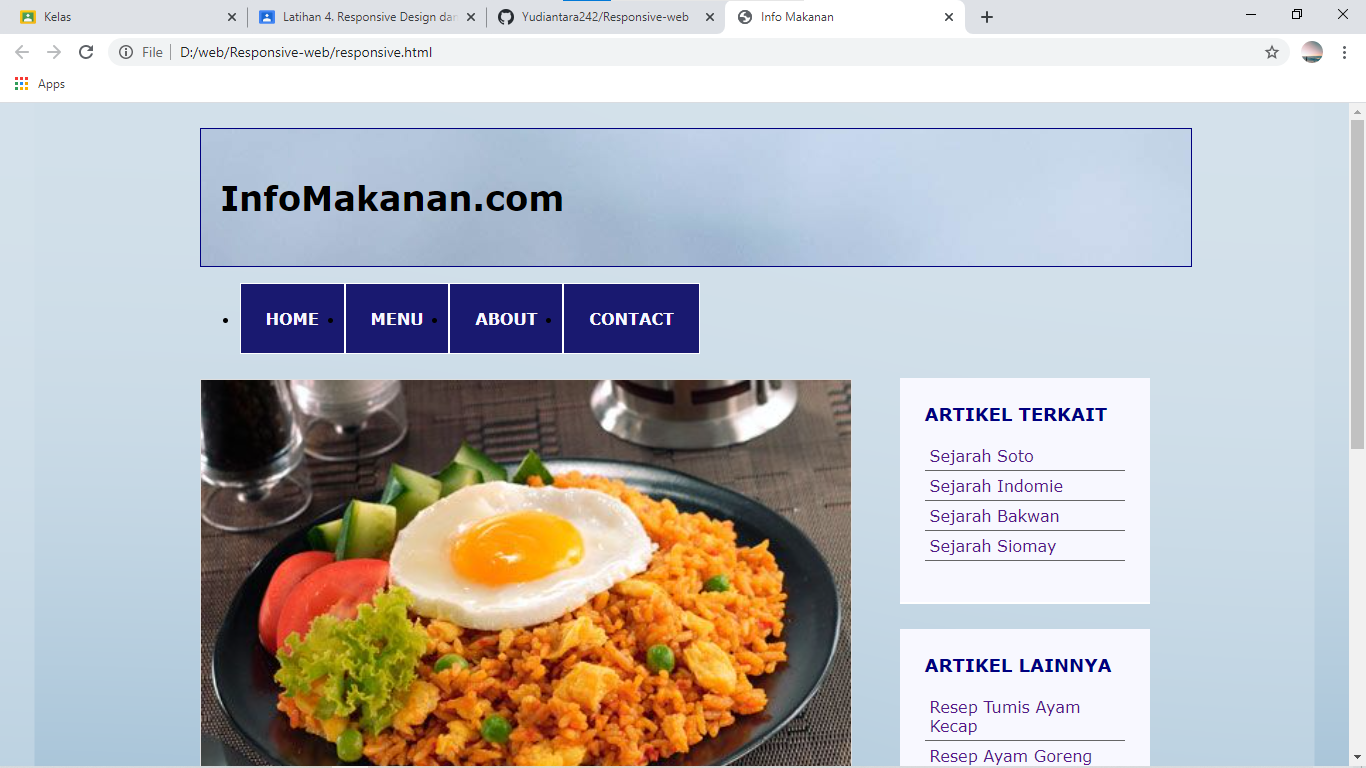 Kelas
Latihan 4. Responsive Design dan
Yudiantara242/Responsive-web
Info Makanan
File
D:/web/Responsive-web/responsive.html
Apps
InfoMakanan.com
HOME
MENU
ABOUT
CONTACT
ARTIKEL TERKAIT
Sejarah Soto
Sejarah Indomie
Sejarah Bakwan
Sejarah Siomay
ARTIKEL LAINNYA
Resep Tumis Ayam
Kecap
Resep Ayam Goreng